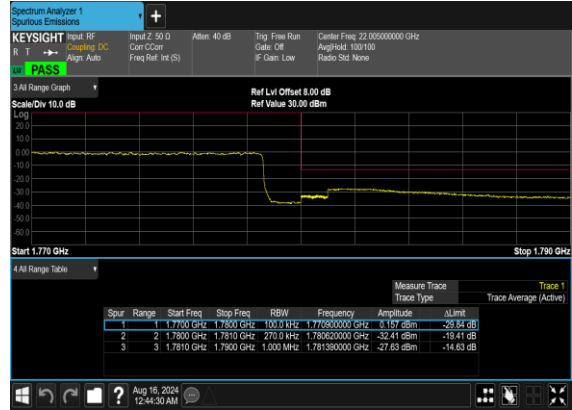 Spectrum Analyzer 1
Spurious Emissions
+
KEYSIGHT Input: RF Input Z: 50 Ω Atten: 40 dB Trig: Free Run Center Freq: 22.005000000 GHz
R T Coupling: DC Corr CCorr Gate: Off Avg|Hold: 100/100
Align: Auto Freq Ref: Int (S) IF Gain: Low Radio Std: None
PASS
3 All Range Graph
Ref Lvl Offset 8.00 dB
Scale/Div 10.0 dB Ref Value 30.00 dBm
Log
20.0
10.0
0.00
-10.0
-20.0
-30.0
-40.0
-50.0
-60.0
Start 1.770 GHz Stop 1.790 GHz
4 All Range Table
Measure Trace Trace 1
Trace Type Trace Average (Active)
Spur Range Start Freq Stop Freq RBW Frequency Amplitude ΔLimit
1 1 1.7700 GHz 1.7800 GHz 100.0 kHz 1.770900000 GHz 0.157 dBm -29.84 dB
2 2 1.7800 GHz 1.7810 GHz 270.0 kHz 1.780620000 GHz -32.41 dBm -19.41 dB
3 3 1.7810 GHz 1.7900 GHz 1.000 MHz 1.781390000 GHz -27.63 dBm -14.63 dB
? Aug 16, 2024
12:44:30 AM